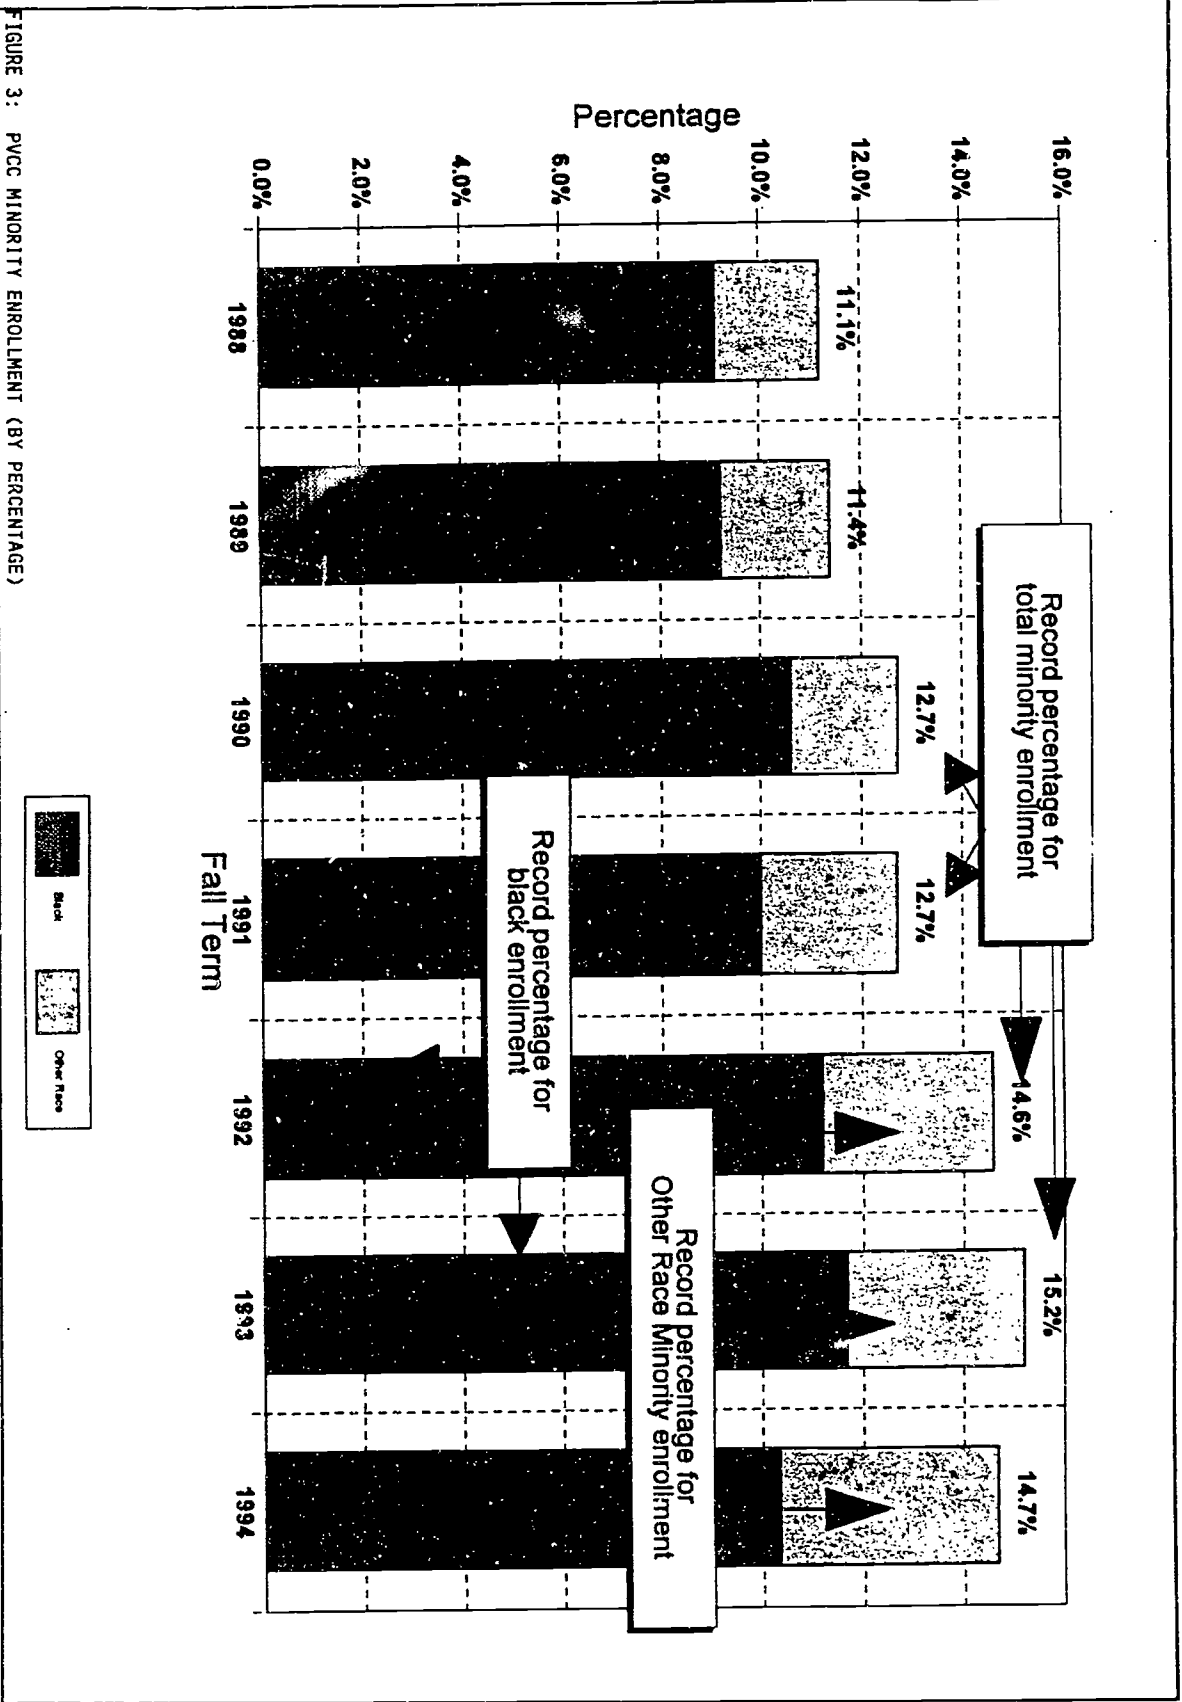 Percentage
16.0%
14.0%
12.0%
10.0%
8.0%
6.0%
4.0%
2.0%
0.0%
Record percentage for
total minority enrollment
11.1%
11.4%
12.7%
12.7%
14.6%
15.2%
14.7%
Record percentage for
black enrollment
Record percentage for
Other Race Minority enrollment
1988
1989
1990
1991
1992
1993
1994
Fall Term
Black
Other Race
FIGURE 3: PVCC MINORITY ENROLLMENT (BY PERCENTAGE)